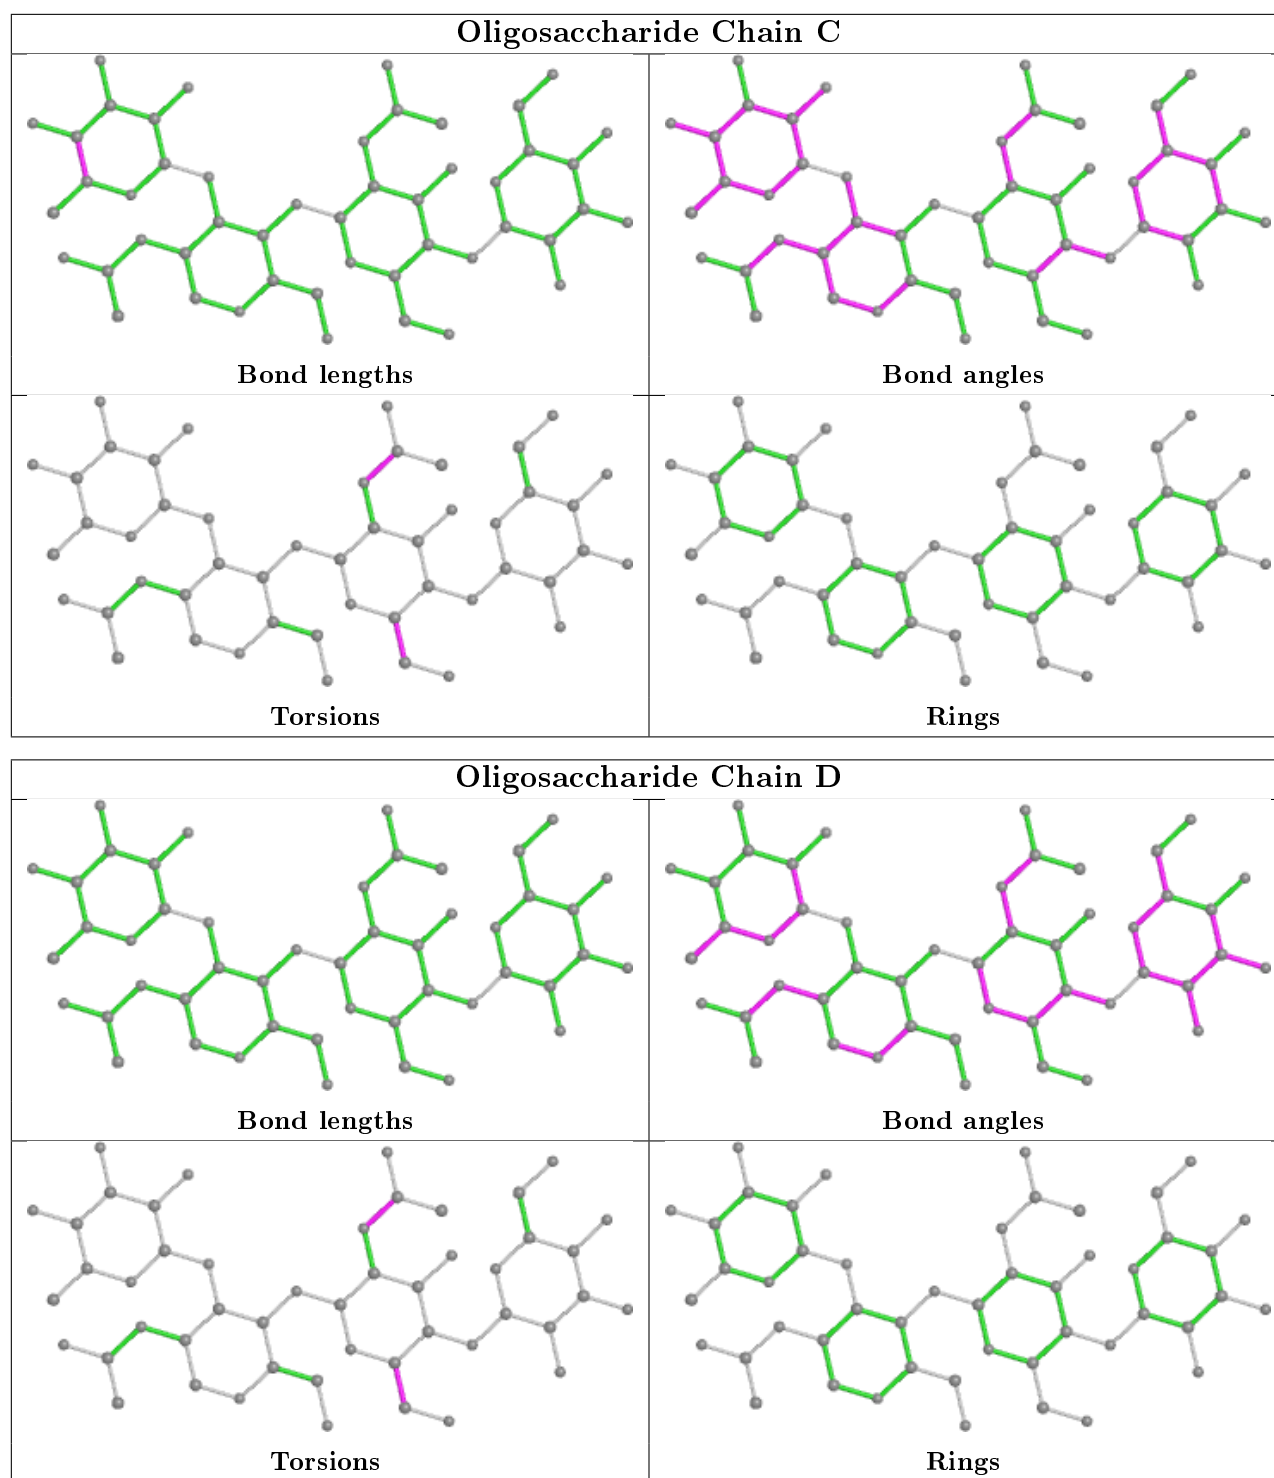 Oligosaccharide Chain C
Bond lengths
Bond angles
Torsions
Rings
Oligosaccharide Chain D
Bond lengths
Bond angles
Torsions
Rings